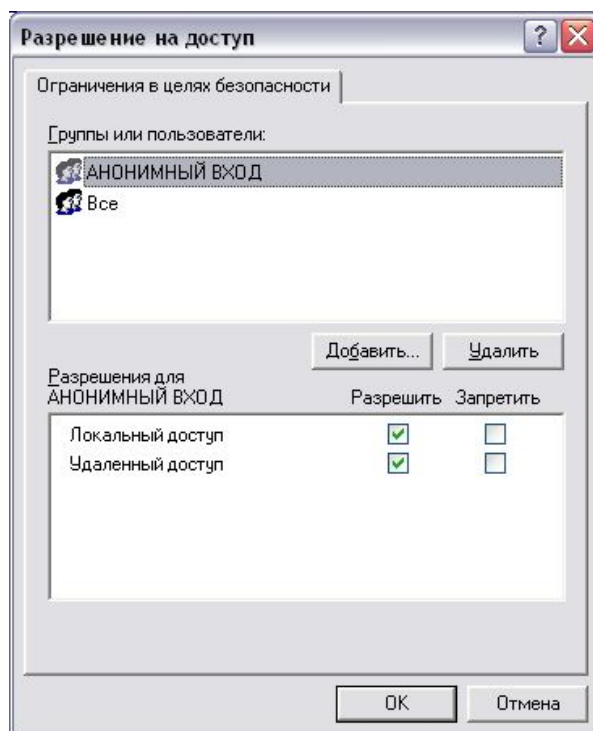 Разрешение на доступ
Ограничения в целях безопасности
Группы или пользователи:
АНОНИМНЫЙ ВХОД
Все
Добавить... Удалить
Разрешения для
АНОНИМНЫЙ ВХОД Разрешить Запретить
Локальный доступ
Удаленный доступ
OK Отмена